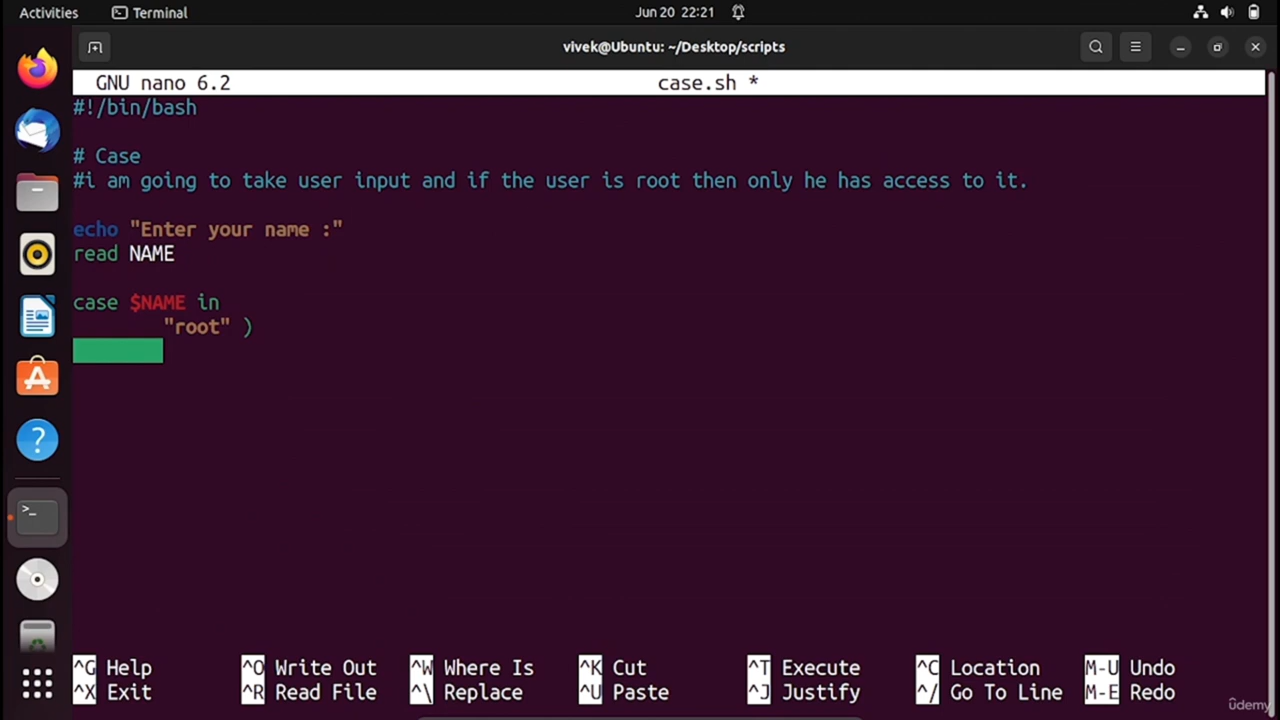 Activities Terminal Jun 20 22:21
vivek@Ubuntu: ~/Desktop/scripts
GNU nano 6.2 case.sh *
#!/bin/bash
# Case
#i am going to take user input and if the user is root then only he has access to it.
echo "Enter your name :"
read NAME
case $NAME in
"root" )
^G Help ^O Write Out ^W Where Is ^K Cut ^T Execute ^C Location M-U Undo
^X Exit ^R Read File ^\ Replace ^U Paste ^J Justify ^/ Go To Line M-E Redo
udemy